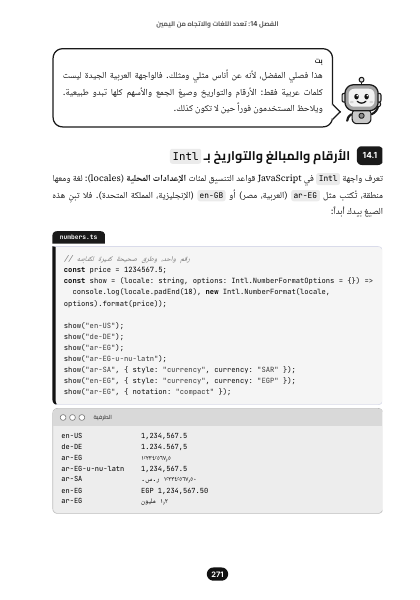 الفصل 14: تعدد اللغات والاتجاه من اليمين
بت
هذا فصلي المفضل، لأنه عن أناس مثلي ومثلك. فالواجهة العربية الجيدة ليست
كلمات عربية فقط: الأرقام والتواريخ وصيغ الجمع والأسهم كلها تبدو طبيعية.
ويلاحظ المستخدمون فوراً حين لا تكون كذلك.
14.1 الأرقام والمبالغ والتواريخ بـ Intl
تعرف واجهة Intl في JavaScript قواعد التنسيق لمئات الإعدادات المحلية (locales): لغة ومعها
منطقة، تُكتب مثل ar-EG (العربية، مصر) أو en-GB (الإنجليزية، المملكة المتحدة). فلا تبنِ هذه
الصيغ بيدك أبداً:
numbers.ts
// رقم واحد، وطرق صحيحة كثيرة لكتابته
const price = 1234567.5;
const show = (locale: string, options: Intl.NumberFormatOptions = {}) =>
console.log(locale.padEnd(18), new Intl.NumberFormat(locale,
options).format(price));
show("en-US");
show("de-DE");
show("ar-EG");
show("ar-EG-u-nu-latn");
show("ar-SA", { style: "currency", currency: "SAR" });
show("en-EG", { style: "currency", currency: "EGP" });
show("ar-EG", { notation: "compact" });
الطرفية
en-US 1,234,567.5
de-DE 1.234.567,5
ar-EG ١٬٢٣٤٬٥٦٧٫٥
ar-EG-u-nu-latn 1,234,567.5
ar-SA ١٬٢٣٤٬٥٦٧٫٥٠ ر.س.
en-EG EGP 1,234,567.50
ar-EG ١٫٢ مليون
271